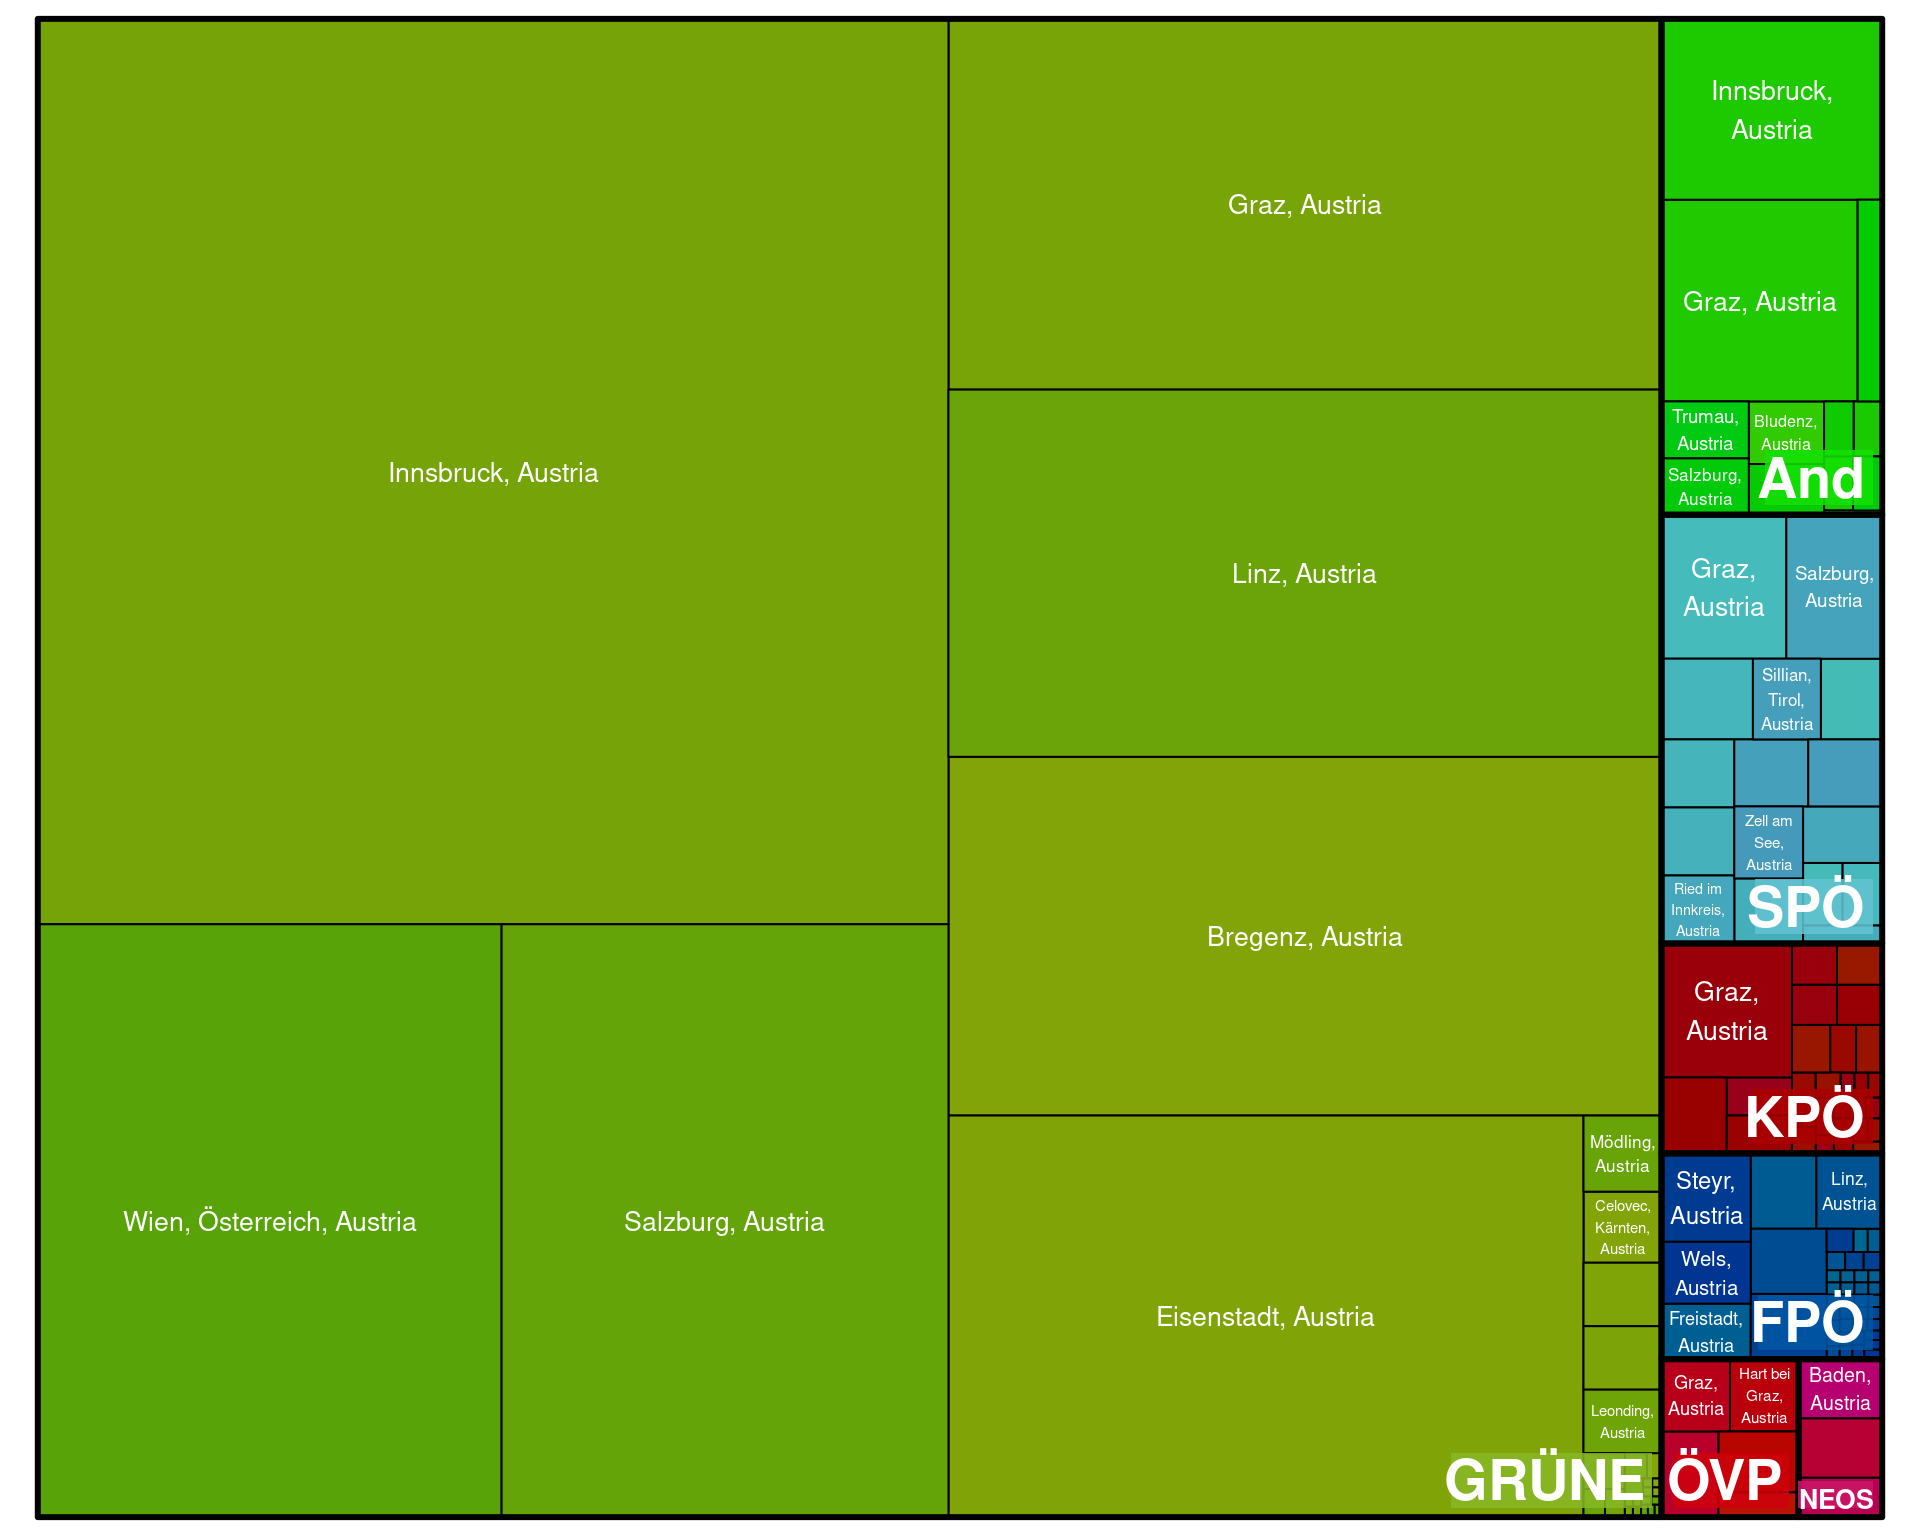 Innsbruck, Austria
Wien, Österreich, Austria
Salzburg, Austria
Graz, Austria
Linz, Austria
Bregenz, Austria
Eisenstadt, Austria
Mödling,
Austria
Celovec,
Kärnten,
Austria
Leonding,
Austria
GRÜNE
Innsbruck,
Austria
Graz, Austria
Trumau,
Austria
Bludenz,
Austria
Salzburg,
Austria
And
Graz,
Austria
Salzburg,
Austria
Sillian,
Tirol,
Austria
Zell am
See,
Austria
Ried im
Innkreis,
Austria
SPÖ
Graz,
Austria
KPÖ
Steyr,
Austria
Linz,
Austria
Wels,
Austria
Freistadt,
Austria
FPÖ
Graz,
Austria
Hart bei
Graz,
Austria
ÖVP
Baden,
Austria
NEOS